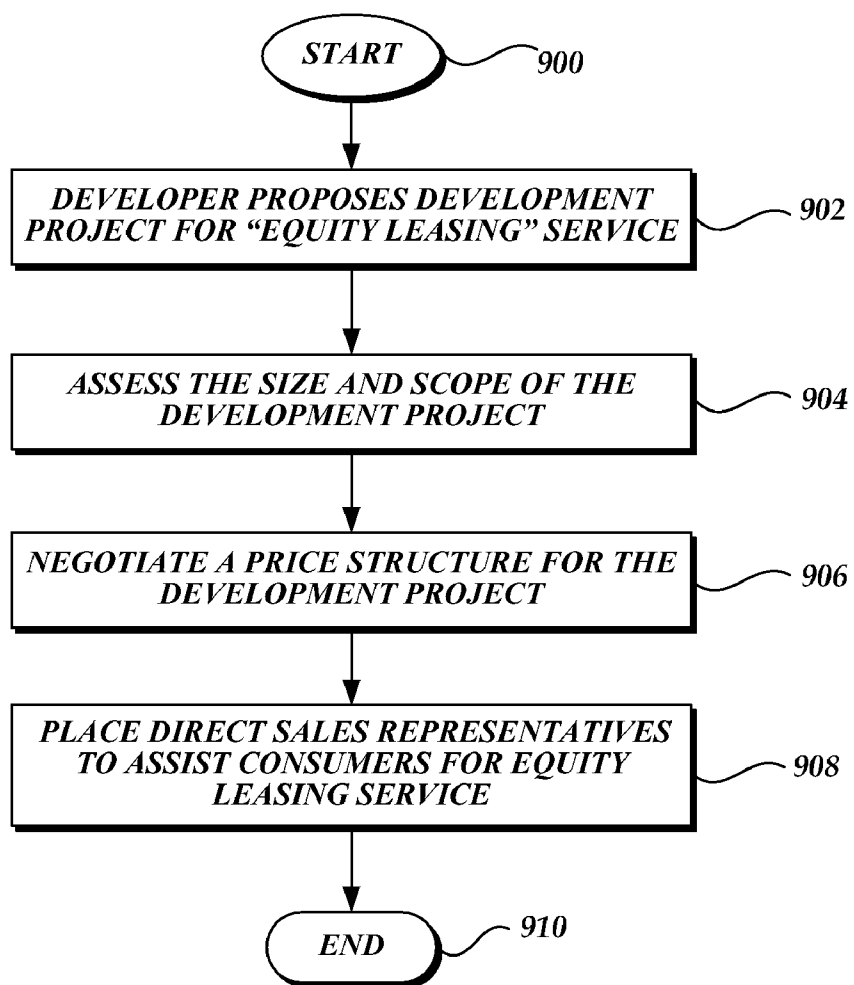 START
900
DEVELOPER PROPOSES DEVELOPMENT
PROJECT FOR “EQUITY LEASING” SERVICE
902
ASSESS THE SIZE AND SCOPE OF THE
DEVELOPMENT PROJECT
904
NEGOTIATE A PRICE STRUCTURE FOR THE
DEVELOPMENT PROJECT
906
PLACE DIRECT SALES REPRESENTATIVES
TO ASSIST CONSUMERS FOR EQUITY
LEASING SERVICE
908
END
910